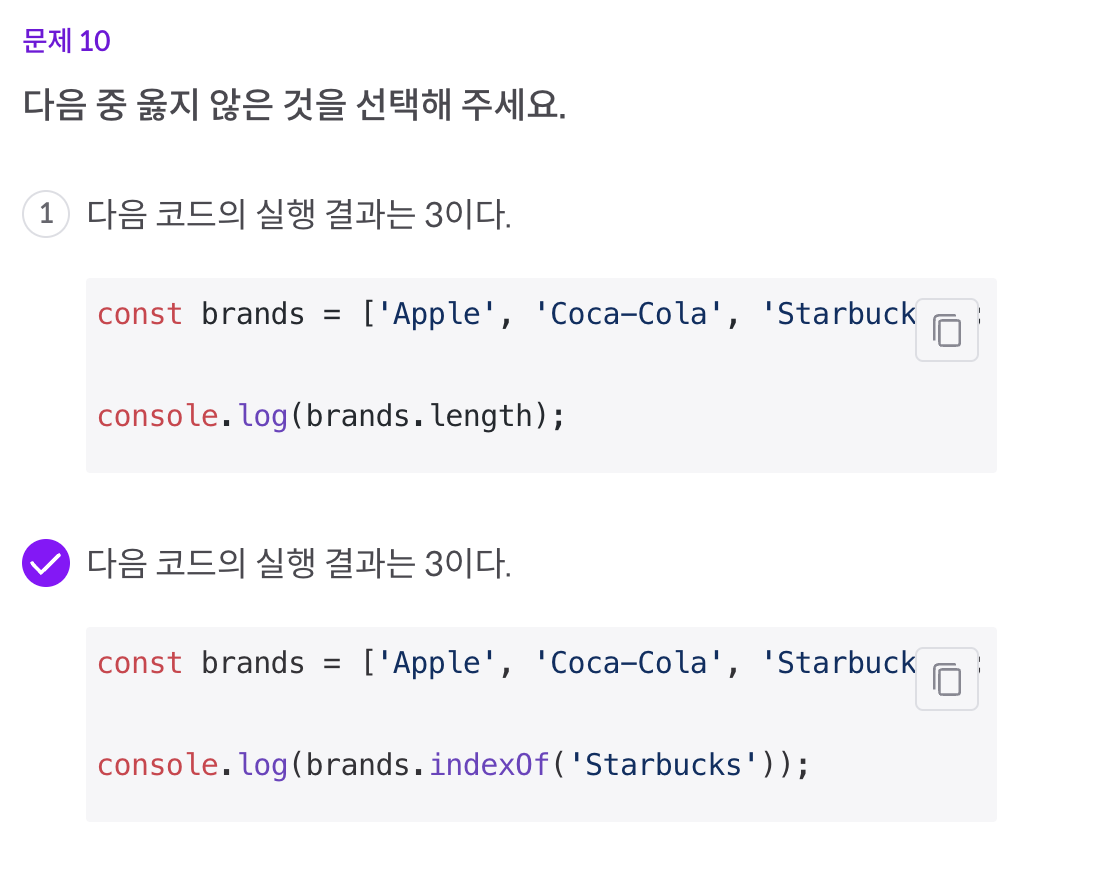 문제 10
다음 중 옳지 않은 것을 선택해 주세요.
1 다음 코드의 실행 결과는 3이다.
const brands = ['Apple', 'Coca-Cola', 'Starbuck
console.log(brands.length);
다음 코드의 실행 결과는 3이다.
const brands = ['Apple', 'Coca-Cola', 'Starbuck
console.log(brands.indexOf('Starbucks'));